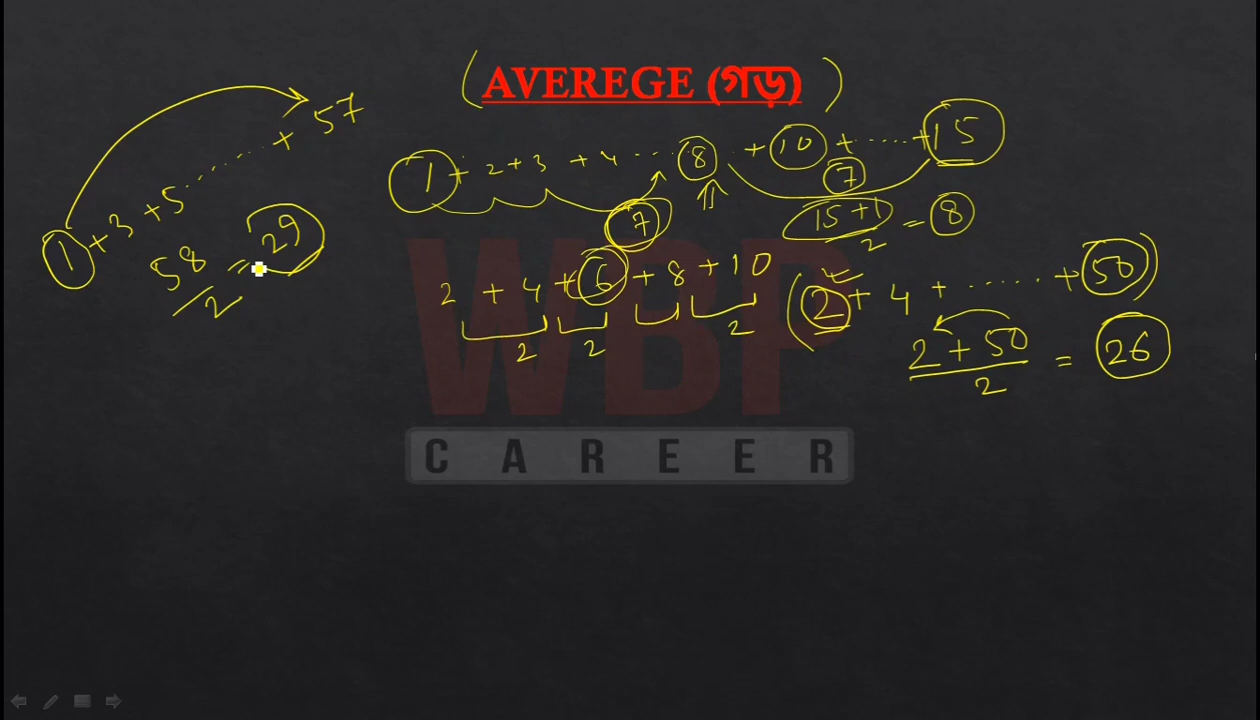 (AVEREGE (গড়))
1 + 3 + 5 ...... + 57
58/2 = 29
1 + 2 + 3 + 4 ... 8 + 10 + ..... + 15
7
7
15 + 1 / 2 = 8
2 + 4 + 6 + 8 + 10
2 2 2
(2 + 4 + ...... + 50)
2 + 50 / 2 = 26
WBP
CAREER